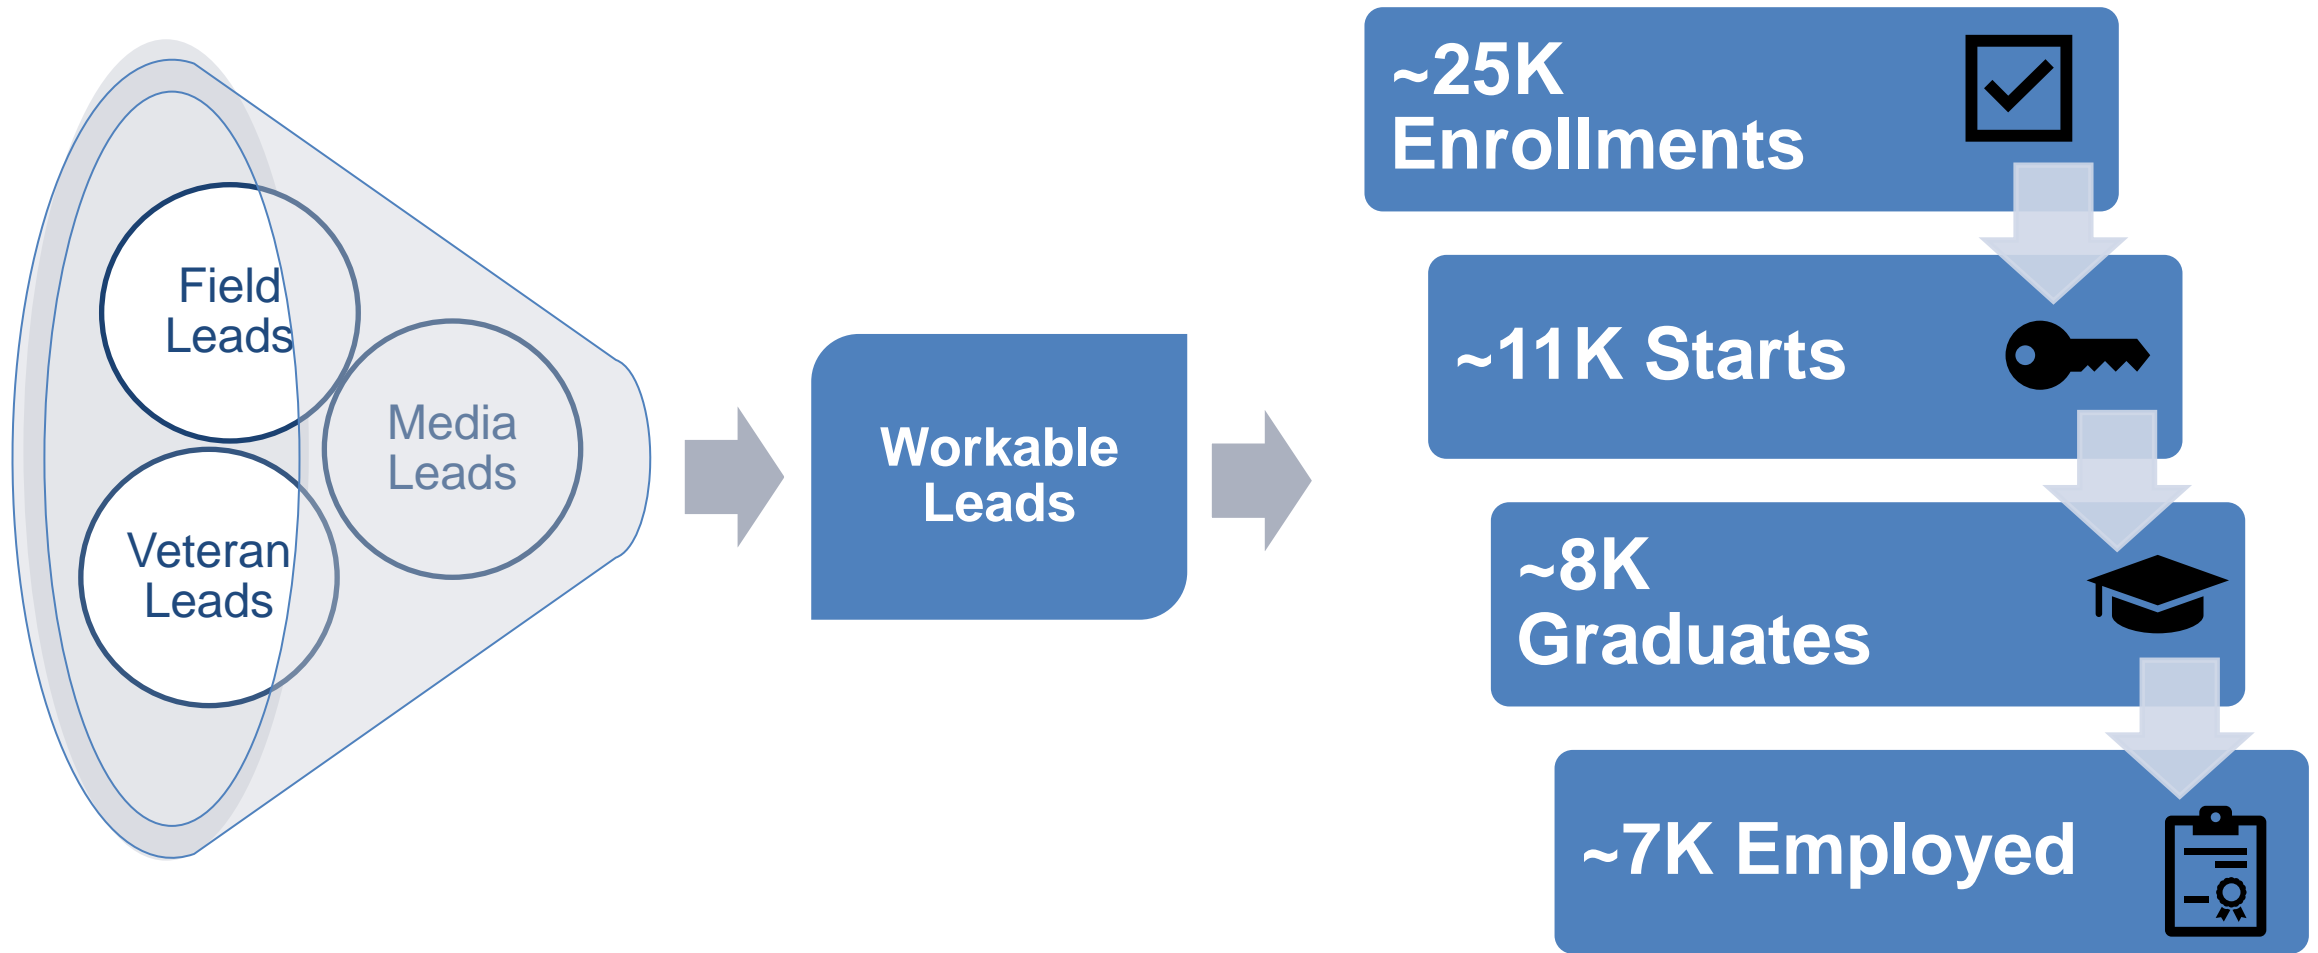 Field
Leads
Media
Leads
Veteran
Leads
Workable
Leads
~25K
Enrollments
~11K Starts
~8K
Graduates
~7K Employed